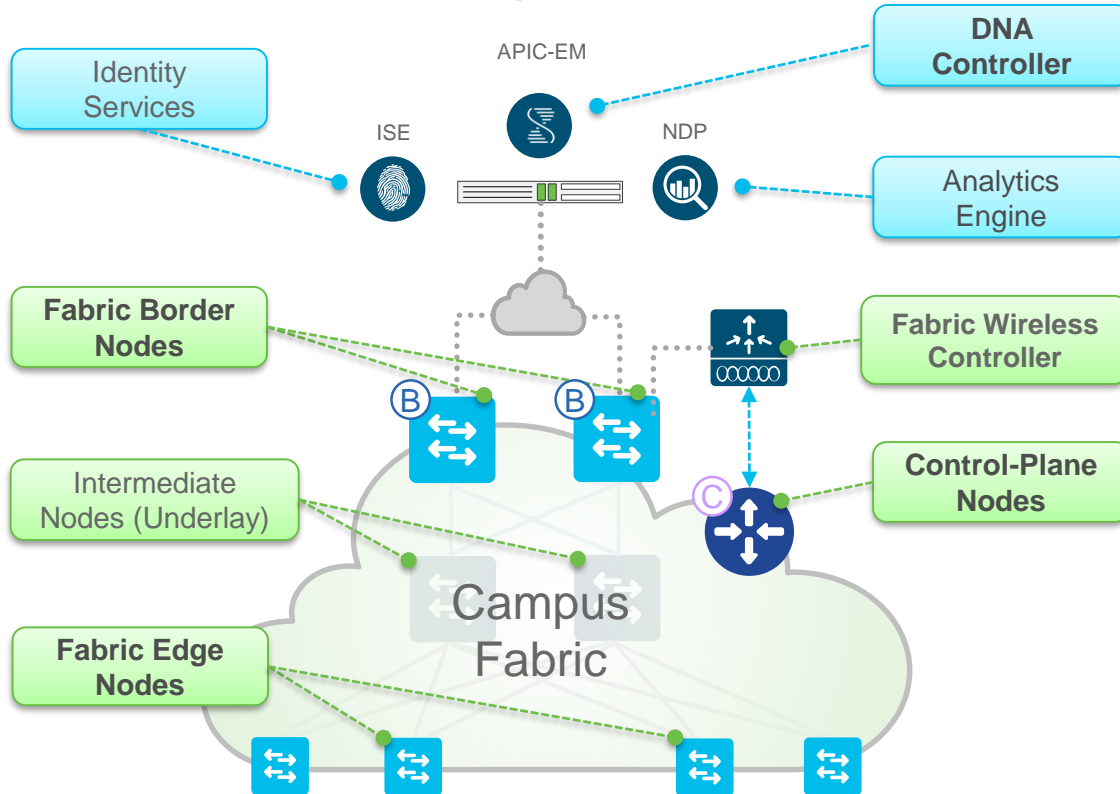 APIC-EM
DNA
Controller
Identity
Services
ISE
NDP
Analytics
Engine
Fabric Border
Nodes
Fabric Wireless
Controller
B
B
Intermediate
Nodes (Underlay)
C
Control-Plane
Nodes
Campus
Fabric
Fabric Edge
Nodes